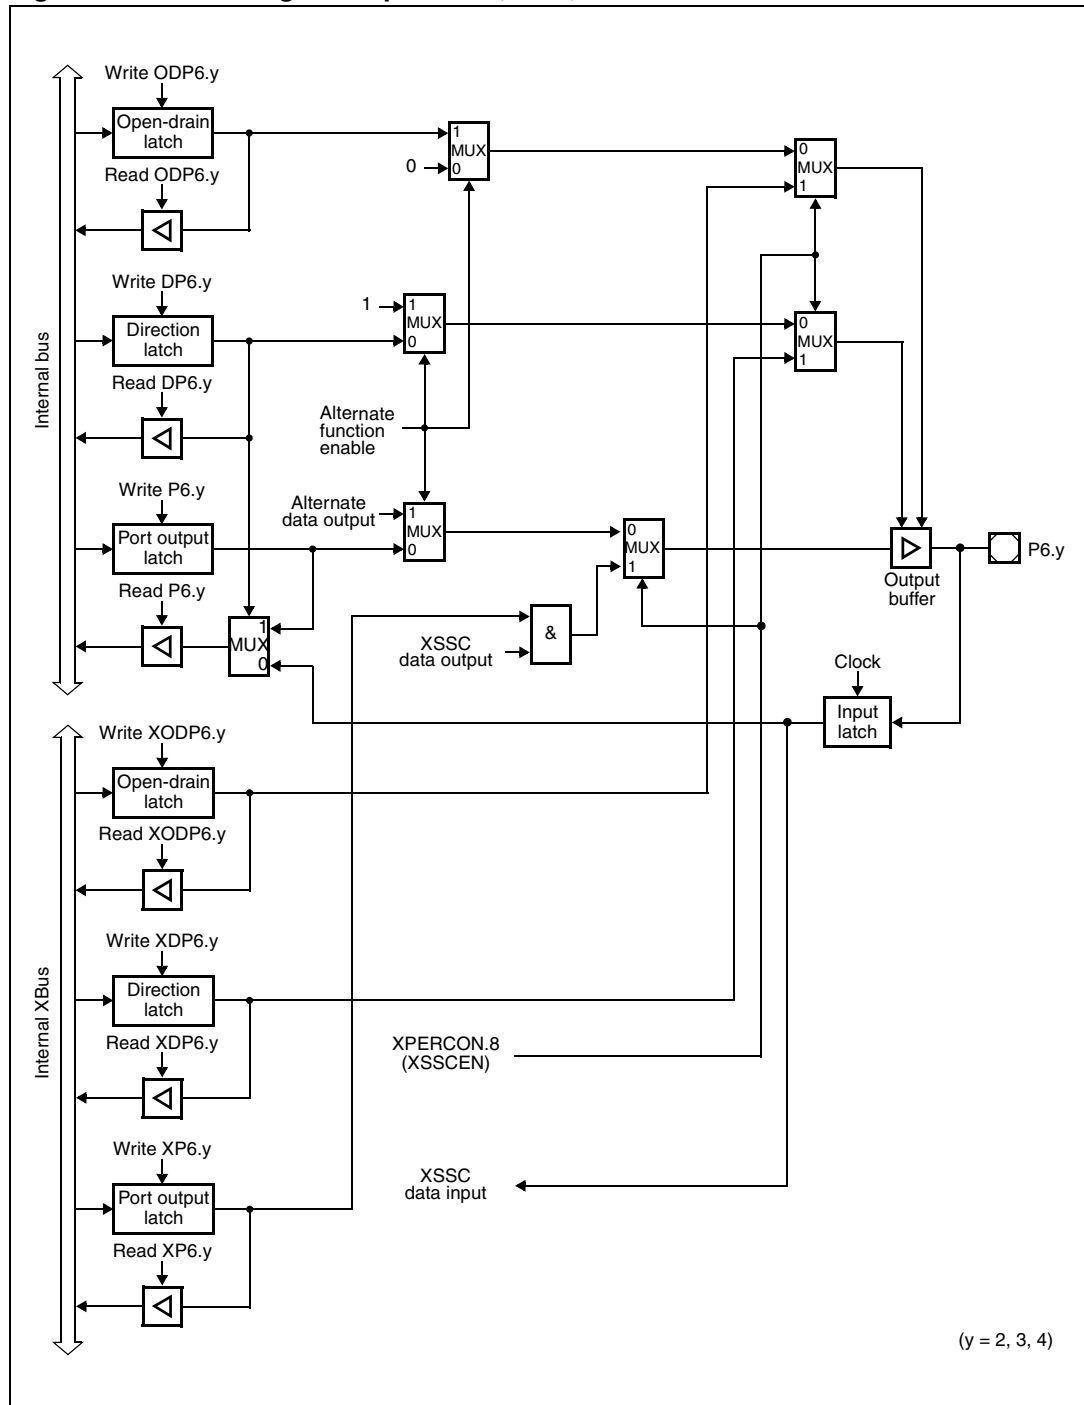 Write ODP6.y
Open-drain
latch
Read ODP6.y
1
MUX
0
0
0
MUX
1
Write DP6.y
Direction
latch
Read DP6.y
1
1
MUX
0
0
MUX
1
Internal bus
Alternate
function
enable
Write P6.y
Port output
latch
Read P6.y
Alternate
data output
1
MUX
0
0
MUX
1
Output
buffer
P6.y
1
MUX
0
XSSC
data output
&
Clock
Input
latch
Write XODP6.y
Open-drain
latch
Read XODP6.y
Write XDP6.y
Direction
latch
Read XDP6.y
Internal XBus
XPERCON.8
(XSSCEN)
Write XP6.y
Port output
latch
Read XP6.y
XSSC
data input
(y = 2, 3, 4)